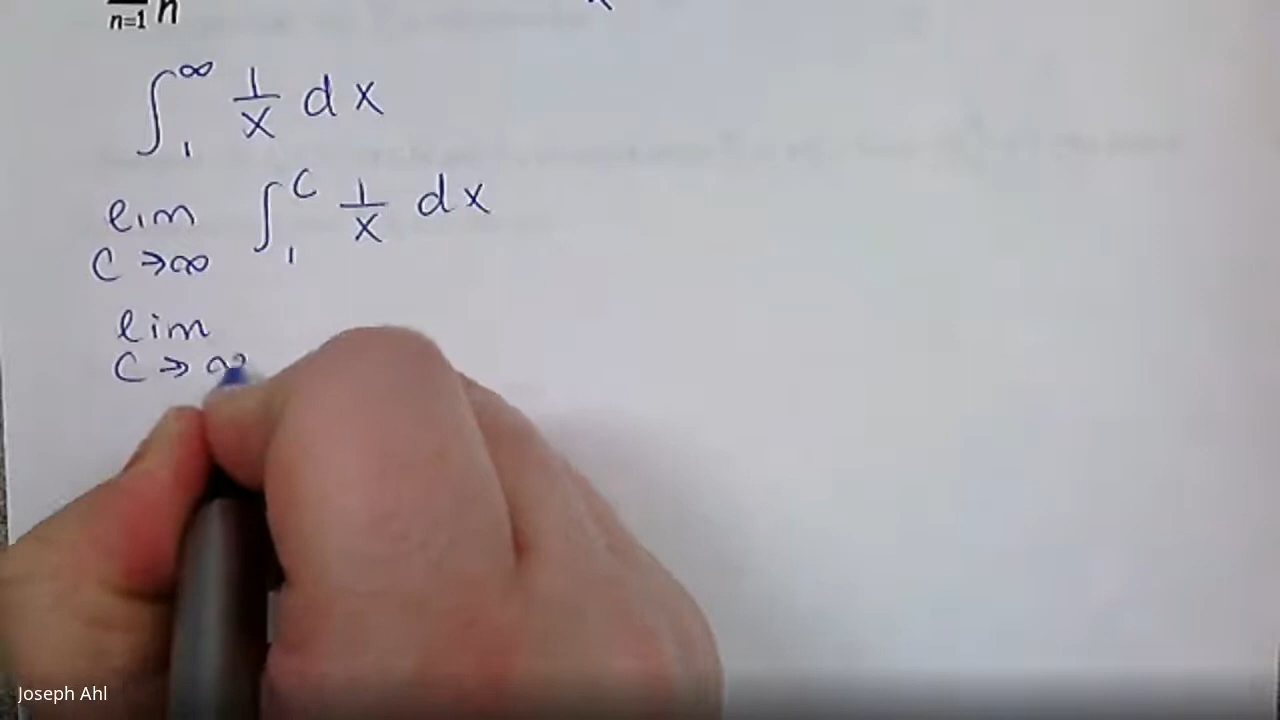 n=1 n
∫₁^∞ 1/x dx
lim ∫₁^C 1/x dx
C→∞
lim
C→∞
Joseph Ahl